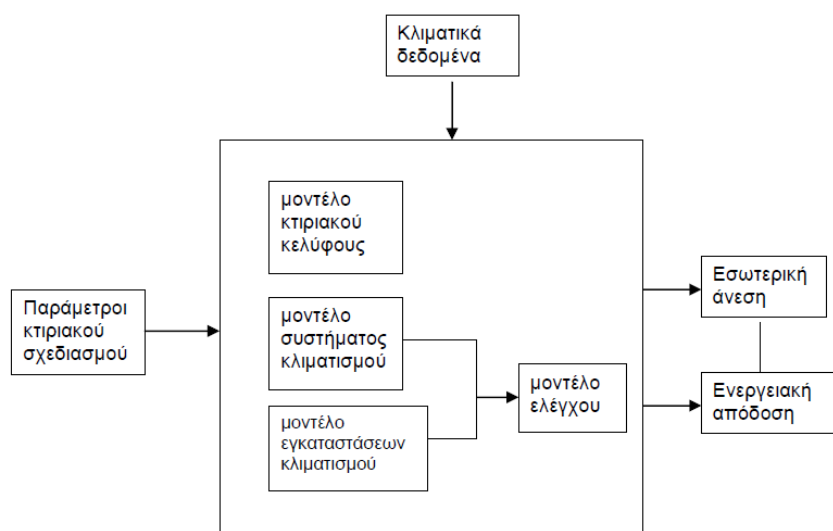 Κλιματικά
δεδομένα
μοντέλο
κτιριακού
κελύφους
Παράμετροι
κτιριακού
σχεδιασμού
μοντέλο
συστήματος
κλιματισμού
μοντέλο
εγκαταστάσεων
κλιματισμού
μοντέλο
ελέγχου
Εσωτερική
άνεση
Ενεργειακή
απόδοση